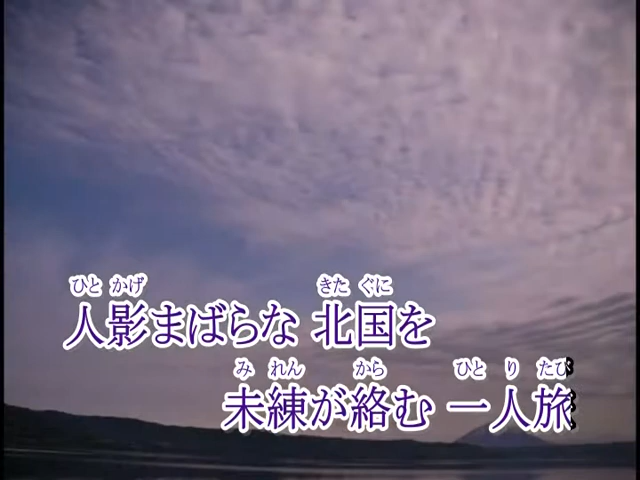 ひと かげ きた ぐに
人影まばらな 北国を
み れん から ひと り たび
未練が絡む 一人旅